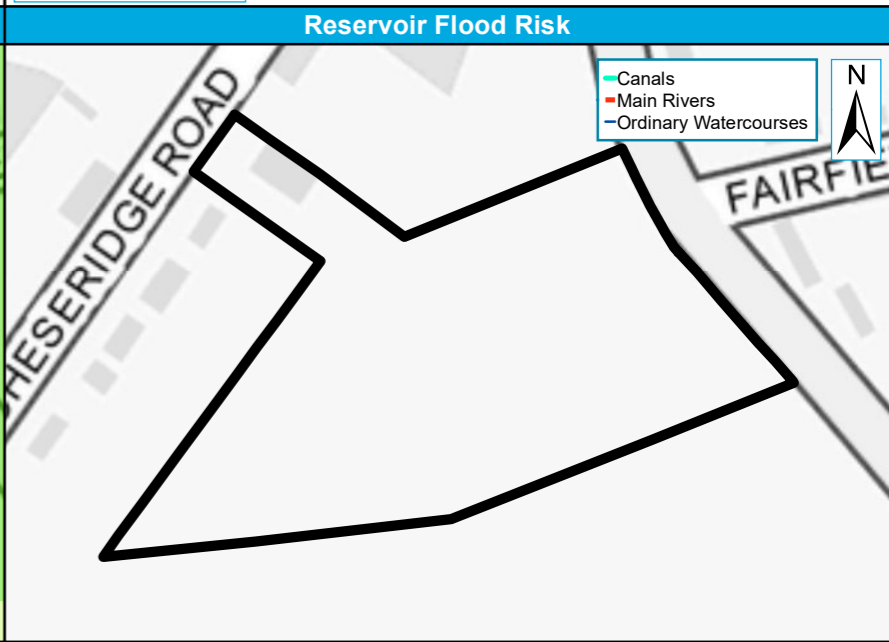 Reservoir Flood Risk
Canals
Main Rivers
Ordinary Watercourses
N
HESERIDGE ROAD
FAIRFIE